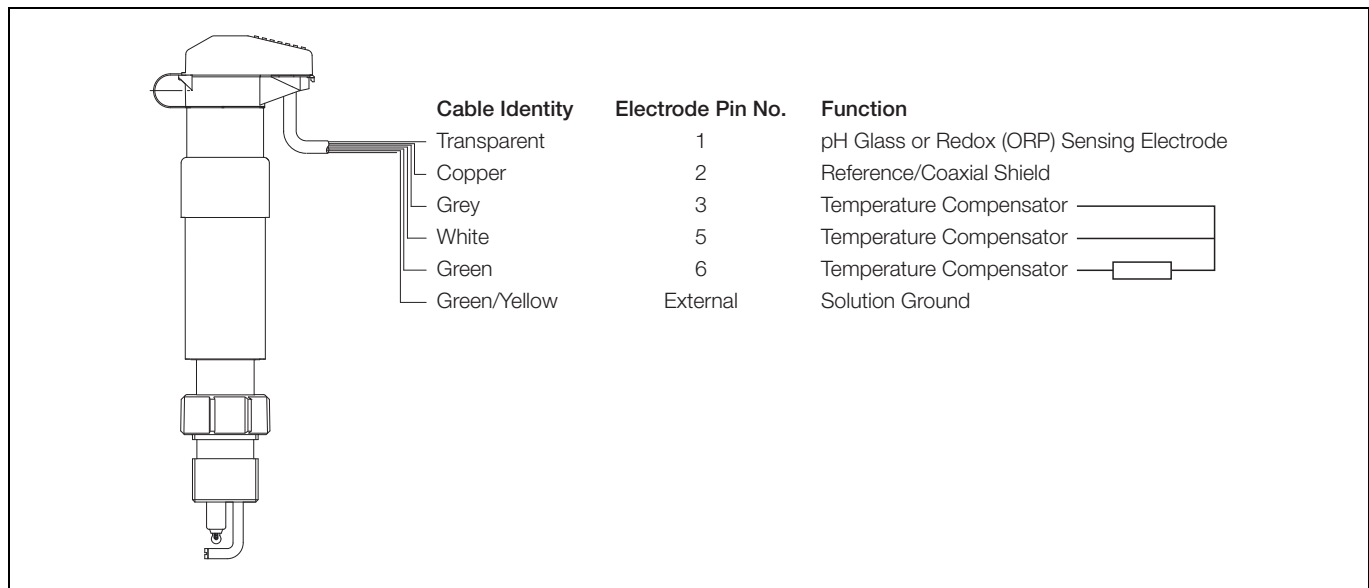 Cable Identity Electrode Pin No. Function
Transparent 1 pH Glass or Redox (ORP) Sensing Electrode
Copper 2 Reference/Coaxial Shield
Grey 3 Temperature Compensator
White 5 Temperature Compensator
Green 6 Temperature Compensator
Green/Yellow External Solution Ground